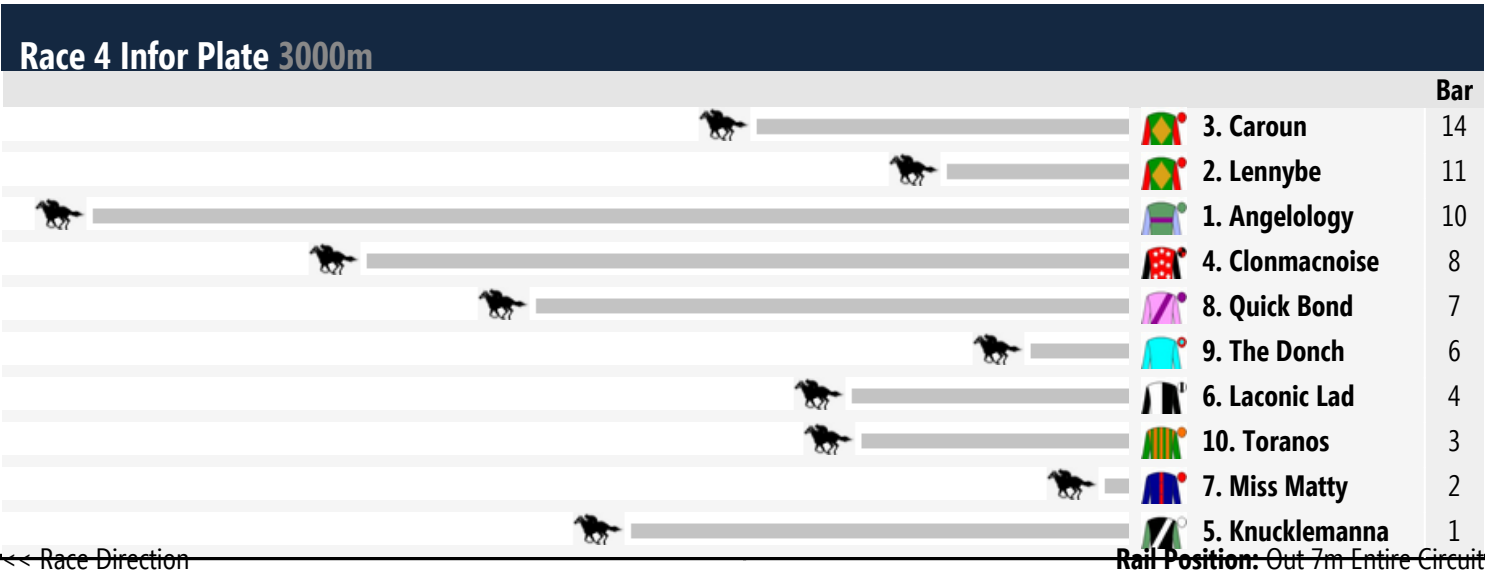 Race 4 Infor Plate 3000m
Bar
3. Caroun 14
2. Lennybe 11
1. Angelology 10
4. Clonmacnoise 8
8. Quick Bond 7
9. The Donch 6
6. Laconic Lad 4
10. Toranos 3
7. Miss Matty 2
5. Knucklemanna 1
<<< Race Direction Rail Position: Out 7m Entire Circuit